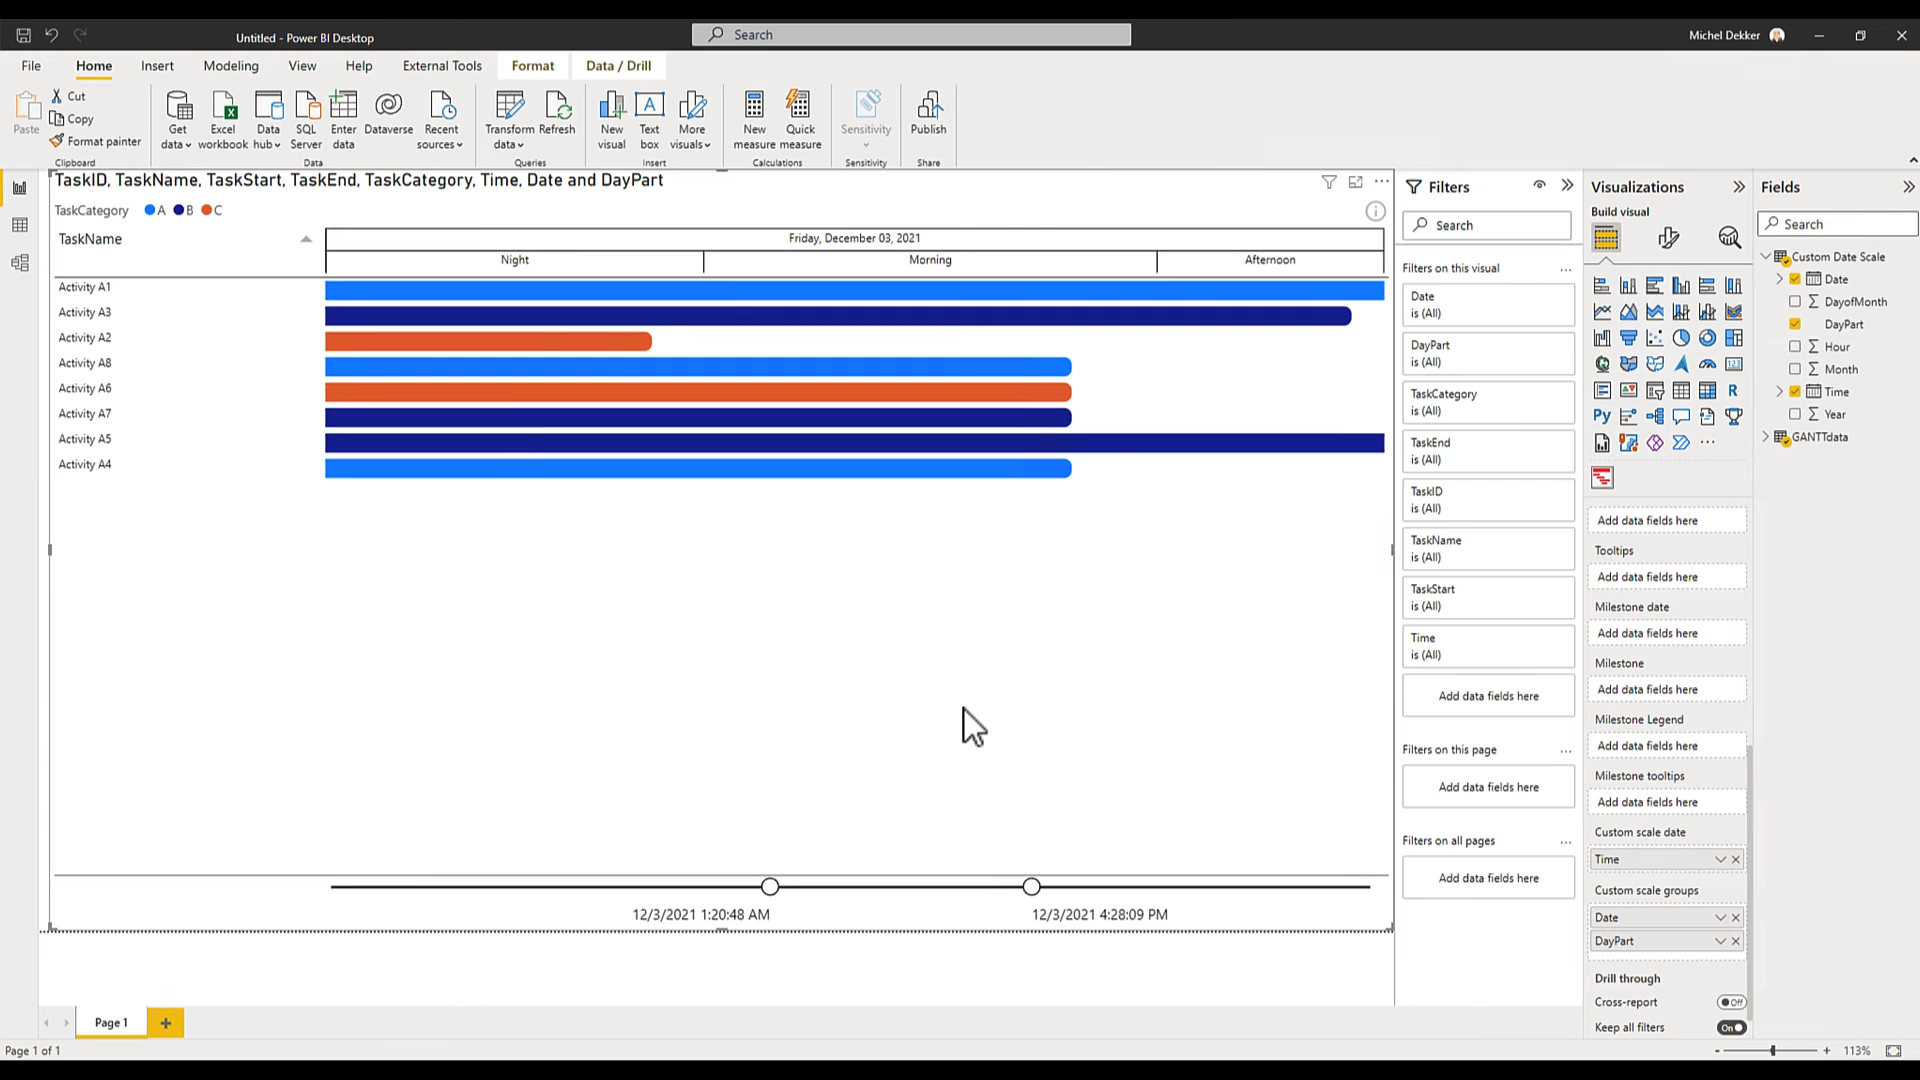 Untitled - Power BI Desktop
Search
Michel Dekker
File
Home
Insert
Modeling
View
Help
External Tools
Format
Data / Drill
Paste
Cut
Copy
Format painter
Clipboard
Get data
Excel workbook
Data hub
SQL Server
Enter data
Dataverse
Recent sources
Data
Transform data
Refresh
Queries
New visual
Text box
More visuals
Insert
New measure
Quick measure
Calculations
Sensitivity
Sensitivity
Publish
Share
TaskID, TaskName, TaskStart, TaskEnd, TaskCategory, Time, Date and DayPart
TaskCategory A B C
TaskName
Friday, December 03, 2021
Night
Morning
Afternoon
Activity A1
Activity A3
Activity A2
Activity A8
Activity A6
Activity A7
Activity A5
Activity A4
12/3/2021 1:20:48 AM
12/3/2021 4:28:09 PM
Filters
Search
Filters on this visual
Date
is (All)
DayPart
is (All)
TaskCategory
is (All)
TaskEnd
is (All)
TaskID
is (All)
TaskName
is (All)
TaskStart
is (All)
Time
is (All)
Add data fields here
Filters on this page
Add data fields here
Filters on all pages
Add data fields here
Visualizations
Build visual
123
R
Py
Add data fields here
Tooltips
Add data fields here
Milestone date
Add data fields here
Milestone
Add data fields here
Milestone Legend
Add data fields here
Milestone tooltips
Add data fields here
Custom scale date
Time
Custom scale groups
Date
DayPart
Drill through
Cross-report
Off
Keep all filters
On
Fields
Search
Custom Date Scale
Date
DayofMonth
DayPart
Hour
Month
Time
Year
GANTTdata
Page 1
Page 1 of 1
113%